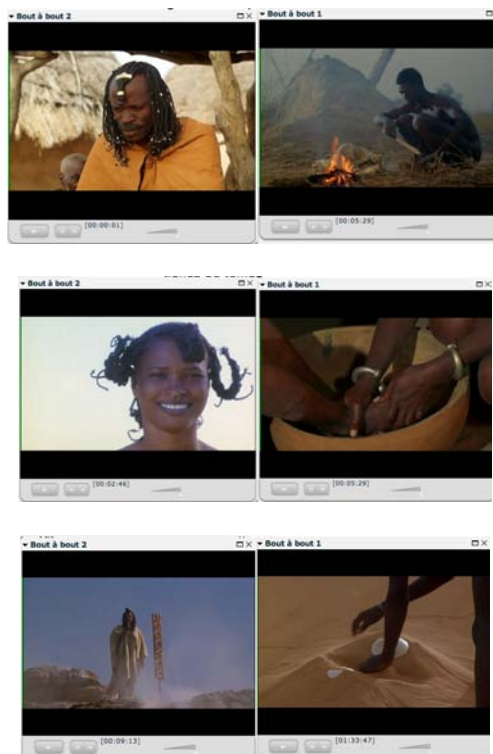 Bout à bout 2
Bout à bout 1
[00:00:01]
[00:05:29]
Bout à bout 2
Bout à bout 1
[00:02:46]
[00:05:29]
Bout à bout 2
Bout à bout 1
[00:09:13]
[01:33:47]